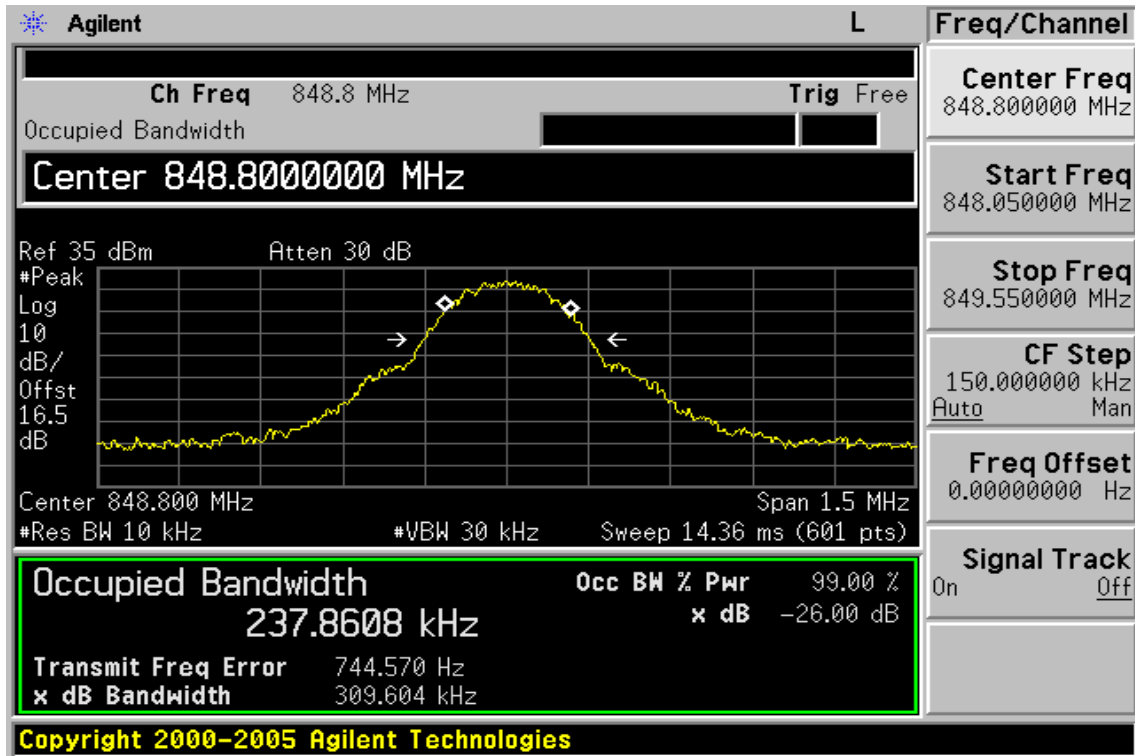 Agilent L
Ch Freq 848.8 MHz Trig Free
Occupied Bandwidth
Center 848.8000000 MHz
Ref 35 dBm Atten 30 dB
#Peak
Log
10
dB/
Offst
16.5
dB
Center 848.800 MHz Span 1.5 MHz
#Res BW 10 kHz #VBW 30 kHz Sweep 14.36 ms (601 pts)
Occupied Bandwidth Occ BW % Pwr 99.00 %
237.8608 kHz x dB -26.00 dB
Transmit Freq Error 744.570 Hz
x dB Bandwidth 309.604 kHz
Copyright 2000-2005 Agilent Technologies
Freq/Channel
Center Freq
848.800000 MHz
Start Freq
848.050000 MHz
Stop Freq
849.550000 MHz
CF Step
150.000000 kHz
Auto Man
Freq Offset
0.00000000 Hz
Signal Track
On Off